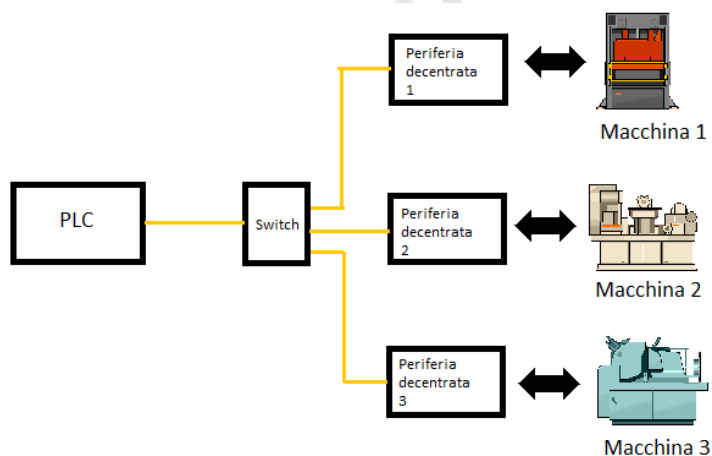 Periferia
decentrata
1
Macchina 1
PLC
Switch
Periferia
decentrata
2
Macchina 2
Periferia
decentrata
3
Macchina 3